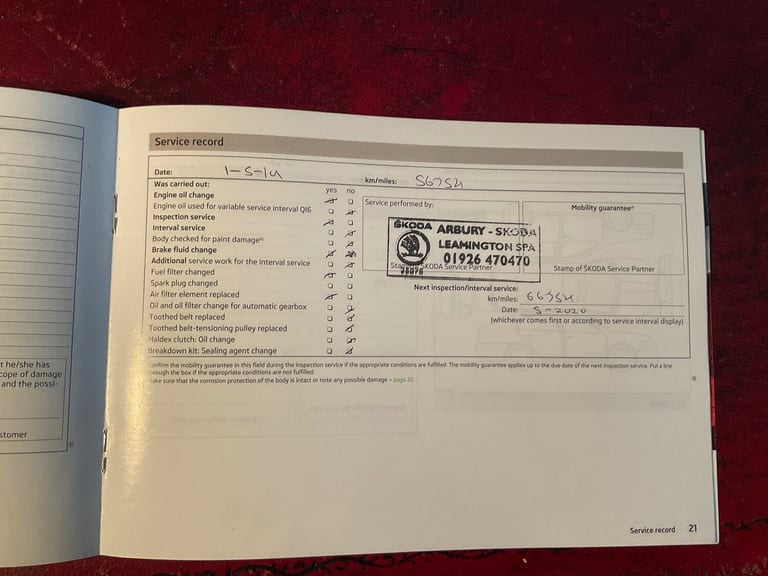 Service record
Date: 1-5-19 km/miles: 56754
Was carried out: yes no
Engine oil change
Engine oil used for variable service interval QI6
Inspection service
Interval service
Body checked for paint damage
Brake fluid change
Additional service work for the interval service
Fuel filter changed
Spark plug changed
Air filter element replaced
Oil and oil filter change for automatic gearbox
Toothed belt replaced
Toothed belt-tensioning pulley replaced
Haldex clutch: Oil change
Breakdown kit: Sealing agent change
Service performed by:
ŠKODA ARBURY - SKODA
LEAMINGTON SPA
01926 470470
ŠKODA Service Partner
Mobility guarantee
Stamp of ŠKODA Service Partner
Next inspection/interval service:
km/miles: 66754
Date: 5-2020
(whichever comes first or according to service interval display)
Confirm the mobility guarantee in this field during the inspection service if the appropriate conditions are fulfilled. The mobility guarantee applies up to the due date of the next inspection service. Put a line
through the box if the appropriate conditions are not fulfilled.
Make sure that the corrosion protection of the body is intact or note any possible damage » page 22.
t he/she has
cope of damage
and the possi-
stomer
Service record 21